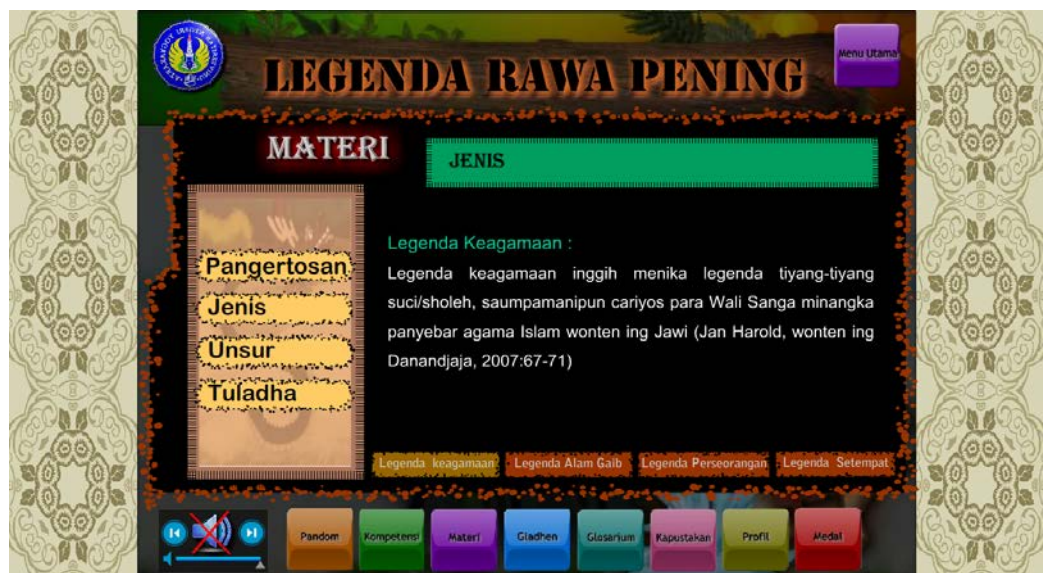 LEGENDA RAWA PENING
Menu Utama
MATERI
JENIS
Pangertosan
Jenis
Unsur
Tuladha
Legenda Keagamaan :
Legenda keagamaan inggih menika legenda tiyang-tiyang
suci/sholeh, saumpamanipun cariyos para Wali Sanga minangka
panyebar agama Islam wonten ing Jawi (Jan Harold, wonten ing
Danandjaja, 2007:67-71)
Legenda keagamaan
Legenda Alam Gaib
Legenda Perseorangan
Legenda Setempat
Pandom
Kompetensi
Materi
Gladhen
Glosarium
Kapustakan
Profil
Medal